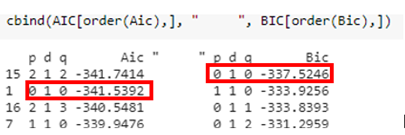 cbind(AIC[order(Aic),], "      ", BIC[order(Bic),])
p d q Aic "      " p d q Bic
15 2 1 2 -341.7414 0 1 0 -337.5246
1 0 1 0 -341.5392 1 1 0 -333.9256
16 2 1 3 -340.5481 0 1 1 -333.8393
7 1 1 0 -339.9476 0 1 2 -331.2959